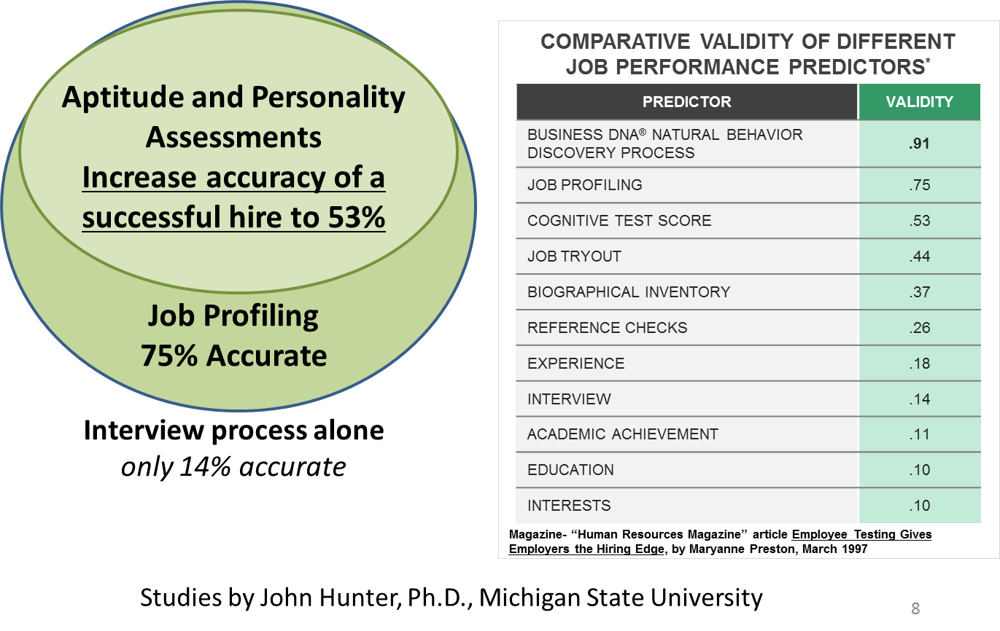 Aptitude and Personality
Assessments
Increase accuracy of a
successful hire to 53%
Job Profiling
75% Accurate
Interview process alone
only 14% accurate
COMPARATIVE VALIDITY OF DIFFERENT
JOB PERFORMANCE PREDICTORS*
PREDICTOR VALIDITY
BUSINESS DNA® NATURAL BEHAVIOR
DISCOVERY PROCESS .91
JOB PROFILING .75
COGNITIVE TEST SCORE .53
JOB TRYOUT .44
BIOGRAPHICAL INVENTORY .37
REFERENCE CHECKS .26
EXPERIENCE .18
INTERVIEW .14
ACADEMIC ACHIEVEMENT .11
EDUCATION .10
INTERESTS .10
Magazine- “Human Resources Magazine” article Employee Testing Gives
Employers the Hiring Edge, by Maryanne Preston, March 1997
Studies by John Hunter, Ph.D., Michigan State University
8